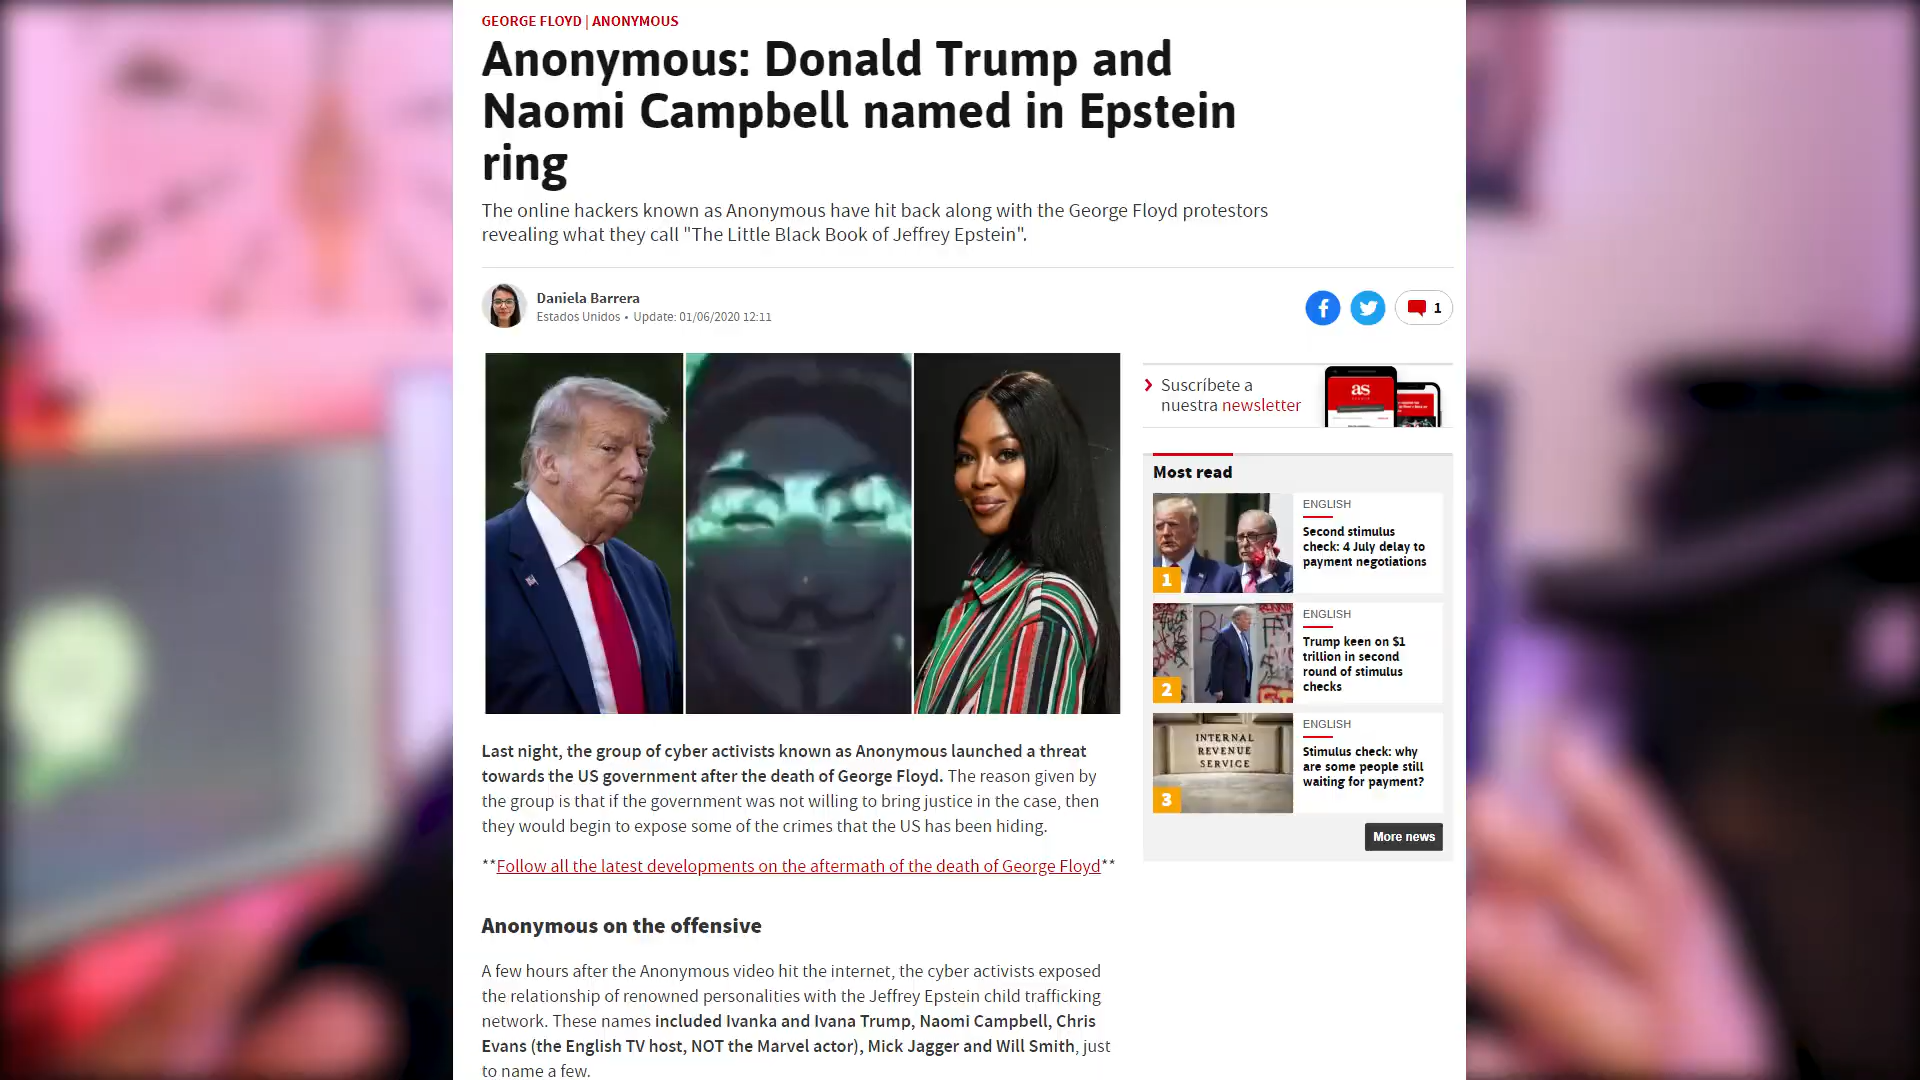 GEORGE FLOYD | ANONYMOUS
Anonymous: Donald Trump and
Naomi Campbell named in Epstein
ring
The online hackers known as Anonymous have hit back along with the George Floyd protestors
revealing what they call "The Little Black Book of Jeffrey Epstein".
Daniela Barrera
Estados Unidos • Update: 01/06/2020 12:11
1
Suscríbete a
nuestra newsletter
as
Most read
ENGLISH
Second stimulus
check: 4 July delay to
payment negotiations
1
ENGLISH
Trump keen on $1
trillion in second
round of stimulus
checks
2
ENGLISH
Stimulus check: why
are some people still
waiting for payment?
INTERNAL
REVENUE
SERVICE
3
More news
Last night, the group of cyber activists known as Anonymous launched a threat
towards the US government after the death of George Floyd. The reason given by
the group is that if the government was not willing to bring justice in the case, then
they would begin to expose some of the crimes that the US has been hiding.
**Follow all the latest developments on the aftermath of the death of George Floyd**
Anonymous on the offensive
A few hours after the Anonymous video hit the internet, the cyber activists exposed
the relationship of renowned personalities with the Jeffrey Epstein child trafficking
network. These names included Ivanka and Ivana Trump, Naomi Campbell, Chris
Evans (the English TV host, NOT the Marvel actor), Mick Jagger and Will Smith, just
to name a few.